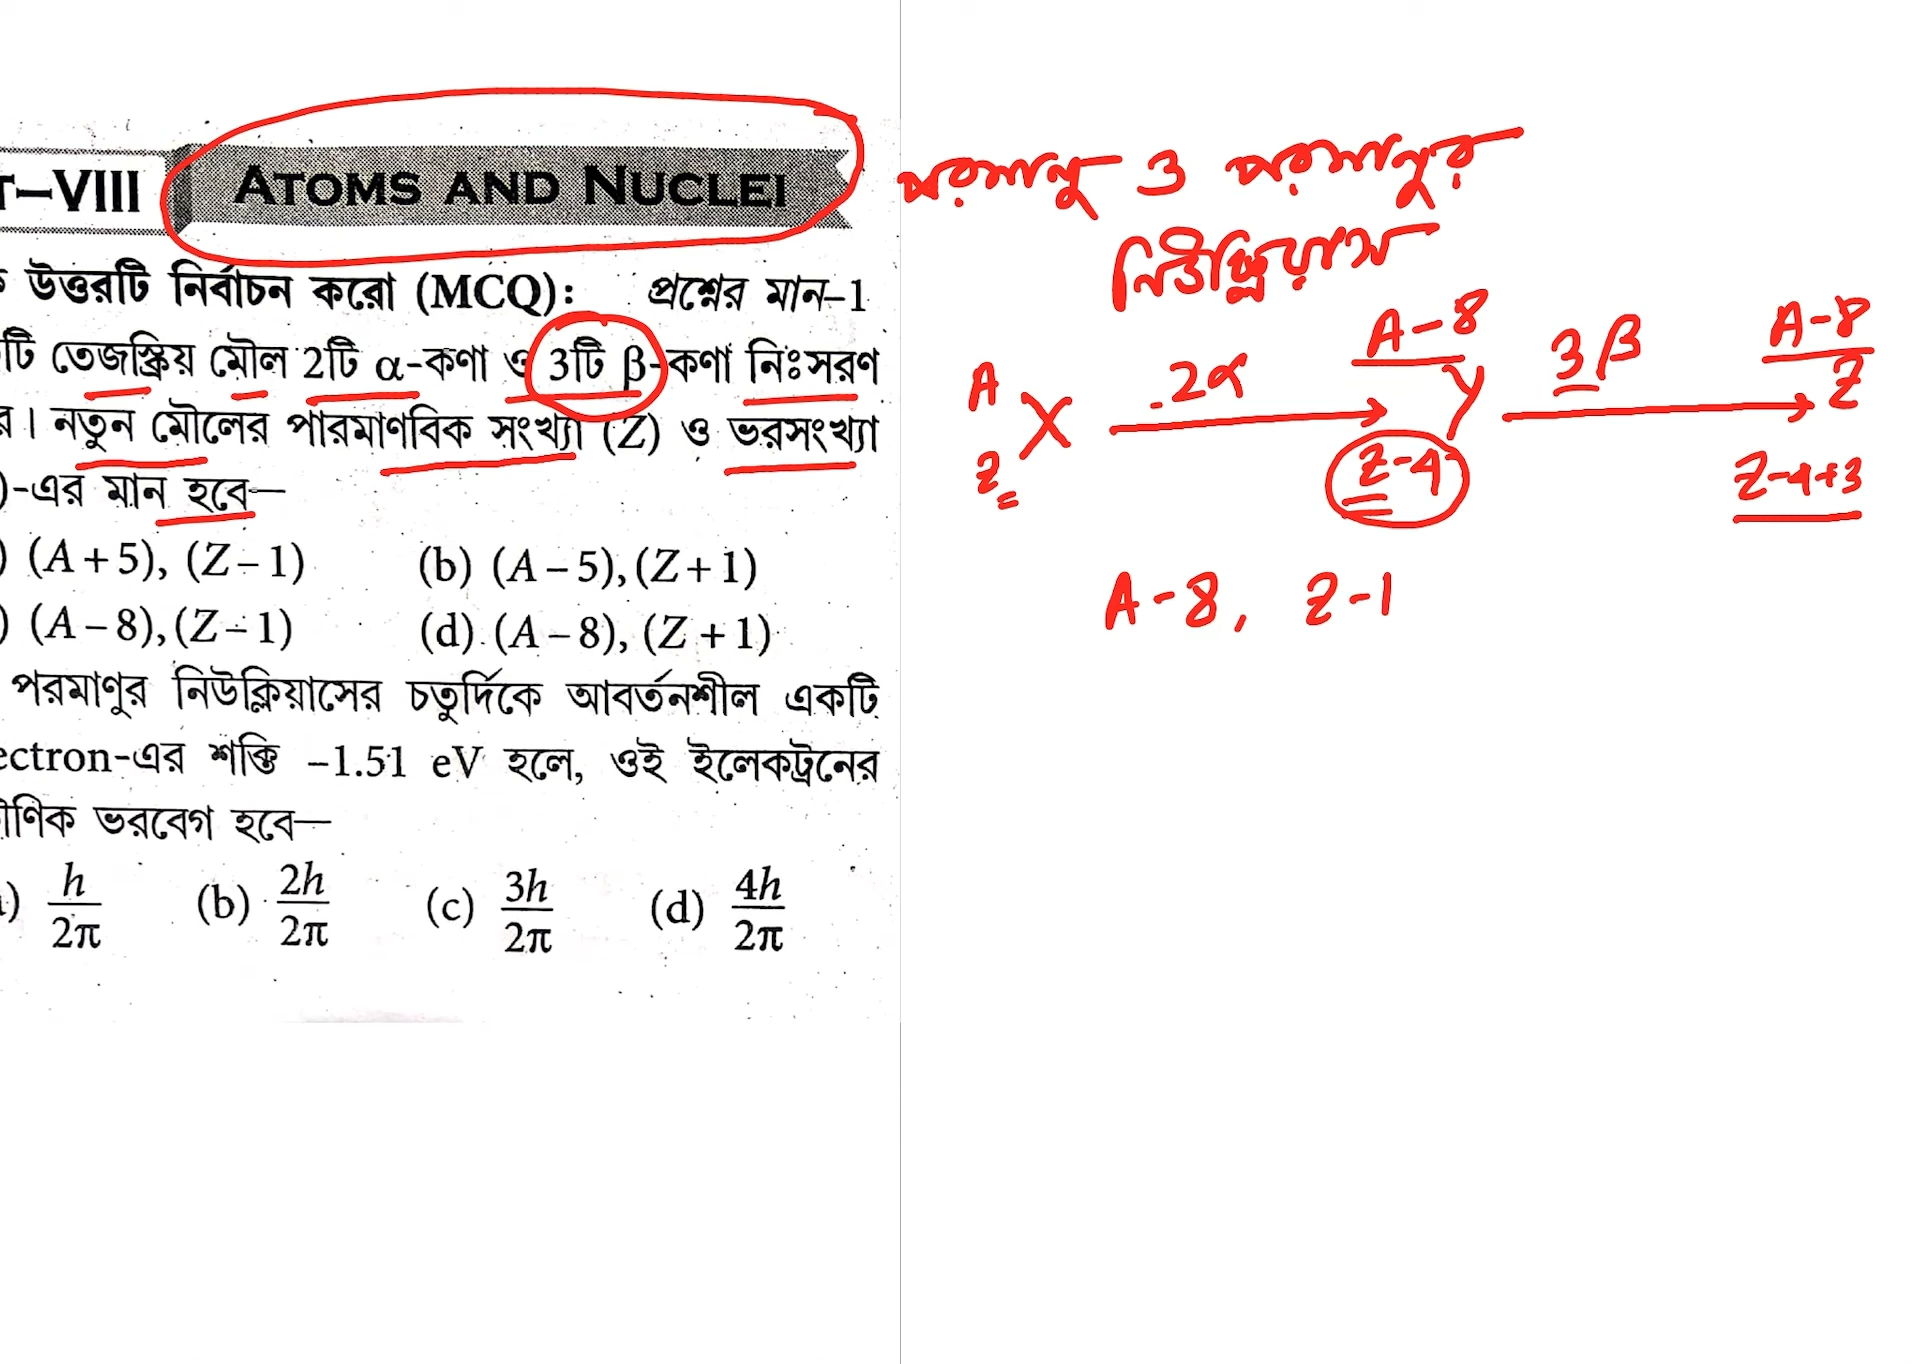 T–VIII ATOMS AND NUCLEI
উত্তরটি নির্বাচন করো (MCQ): প্রশ্নের মান–1
টি তেজস্ক্রিয় মৌল 2টি α-কণা ও 3টি β-কণা নিঃসরণ
। নতুন মৌলের পারমাণবিক সংখ্যা (Z) ও ভরসংখ্যা
)-এর মান হবে—
) (A + 5), (Z – 1) (b) (A – 5), (Z + 1)
) (A – 8), (Z – 1) (d) (A – 8), (Z + 1)
পরমাণুর নিউক্লিয়াসের চতুর্দিকে আবর্তনশীল একটি
ectron-এর শক্তি –1.51 eV হলে, ওই ইলেকট্রনের
ণিক ভরবেগ হবে—
) h/2π (b) 2h/2π (c) 3h/2π (d) 4h/2π
পরমানু ও পরমানুর
নিউক্লিয়াস
A A–8 A–8
X 2α Y 3β Z
Z Z–4 Z–4+3
A–8, Z–1